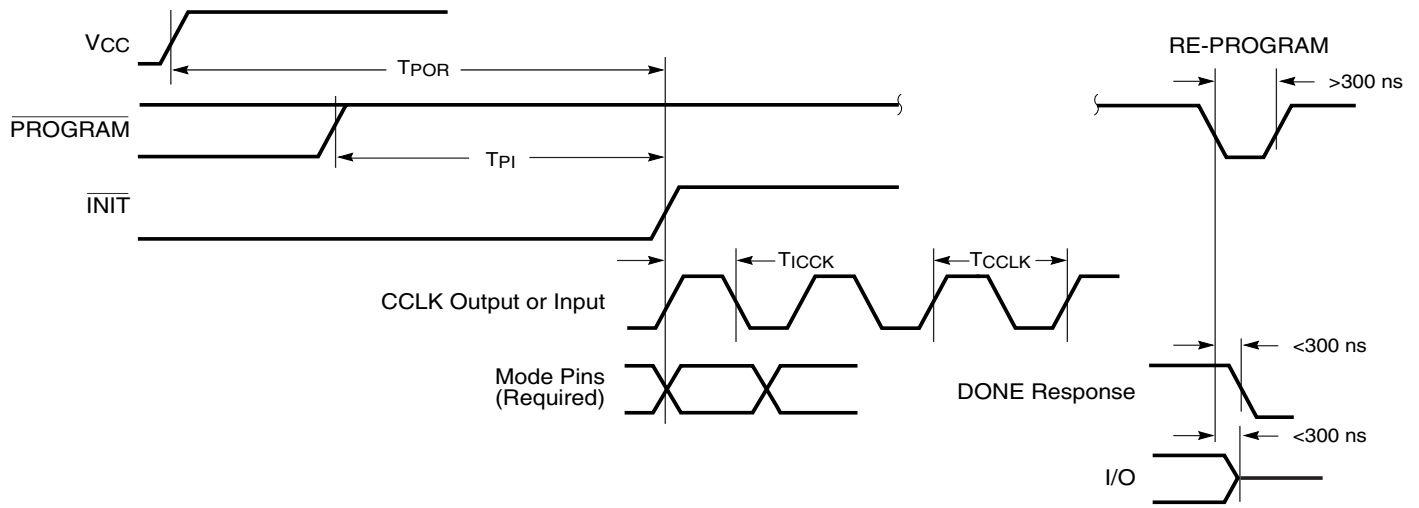 VCC
TPOR
RE-PROGRAM
>300 ns
PROGRAM
TPI
INIT
TICCK
TCCLK
CCLK Output or Input
<300 ns
Mode Pins
(Required)
DONE Response
<300 ns
I/O